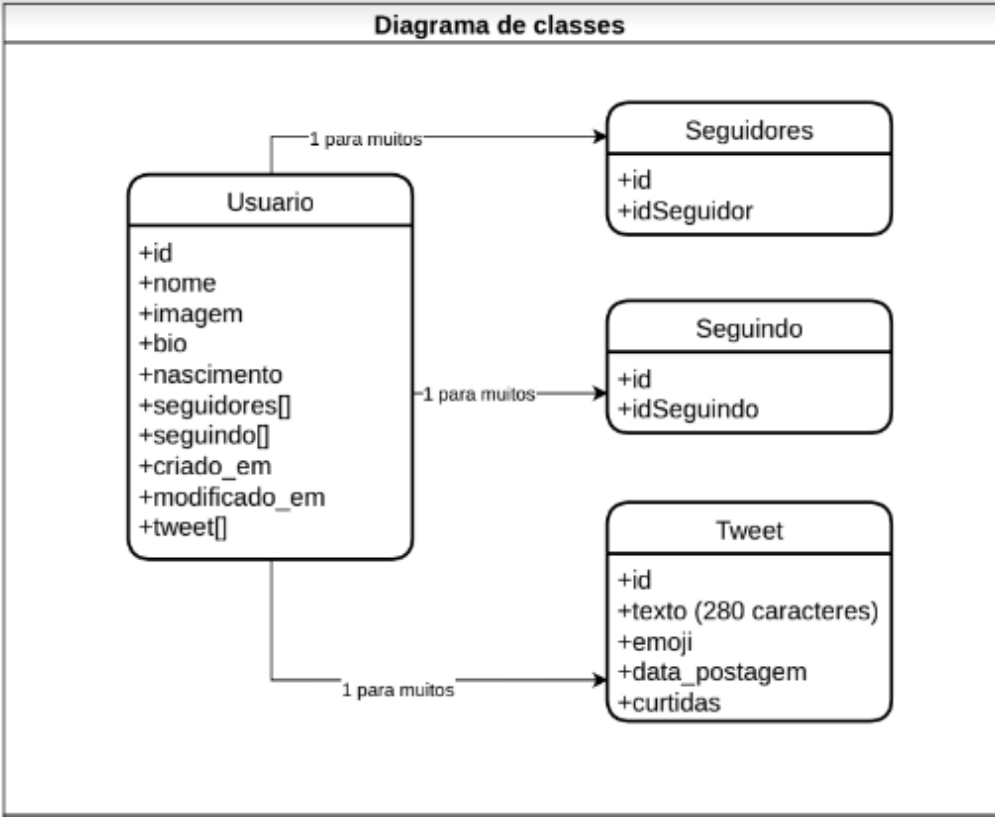 Diagrama de classes
1 para muitos
Seguidores
+id
+idSeguidor
Usuario
+id
+nome
+imagem
+bio
+nascimento
+seguidores[]
+seguindo[]
+criado_em
+modificado_em
+tweet[]
1 para muitos
Seguindo
+id
+idSeguindo
1 para muitos
Tweet
+id
+texto (280 caracteres)
+emoji
+data_postagem
+curtidas